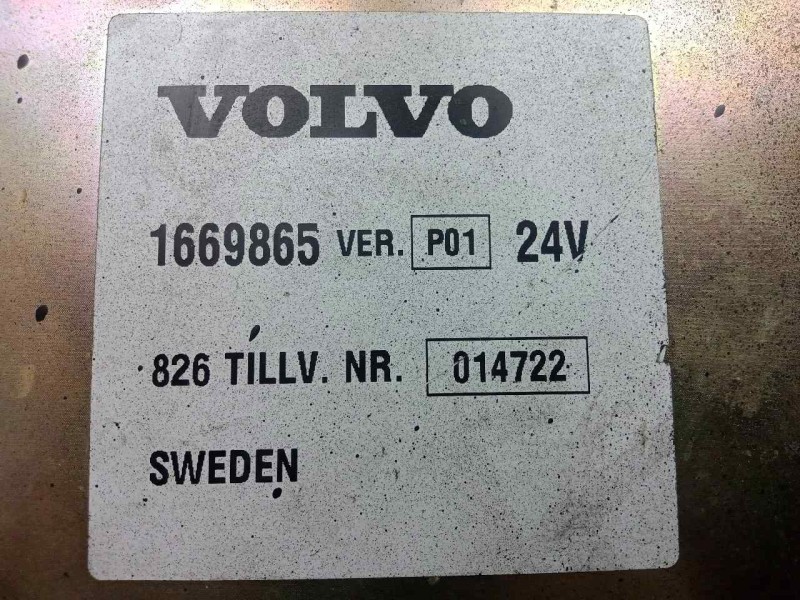 VOLVO
1669865 VER. P01 24V
826 TILLV. NR. 014722
SWEDEN